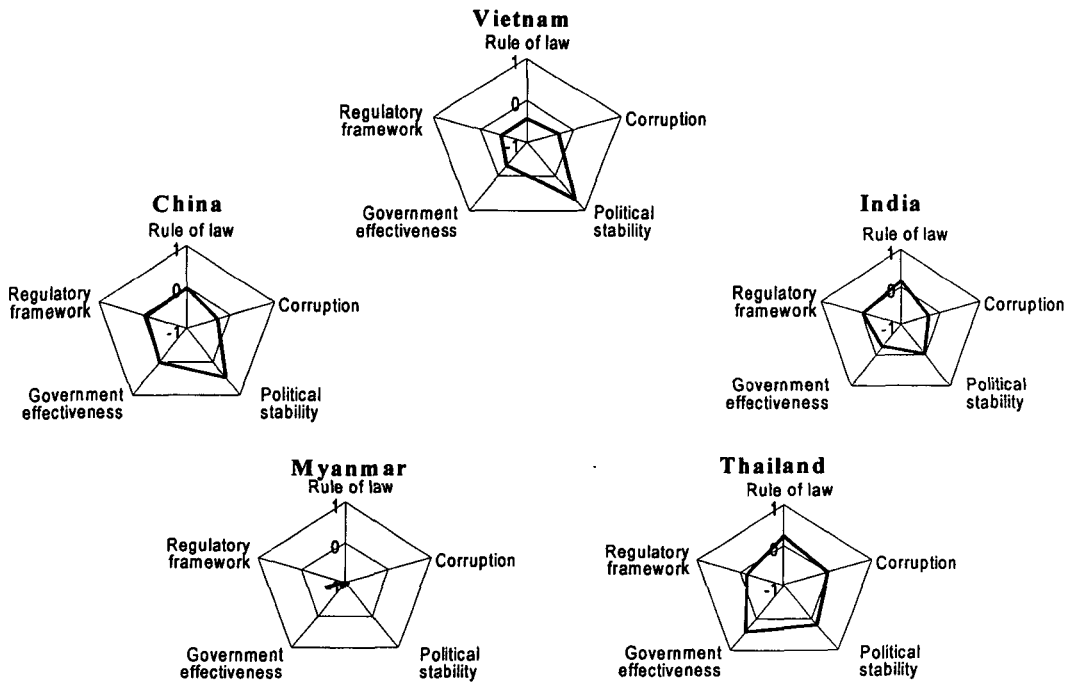 Vietnam
Rule of law
1
0
-1
Regulatory
framework
Corruption
Government
effectiveness
Political
stability
China
Rule of law
1
0
-1
Regulatory
framework
Corruption
Government
effectiveness
Political
stability
India
Rule of law
1
0
-1
Regulatory
framework
Corruption
Government
effectiveness
Political
stability
Myanmar
Rule of law
1
0
-1
Regulatory
framework
Corruption
Government
effectiveness
Political
stability
Thailand
Rule of law
1
0
-1
Regulatory
framework
Corruption
Government
effectiveness
Political
stability